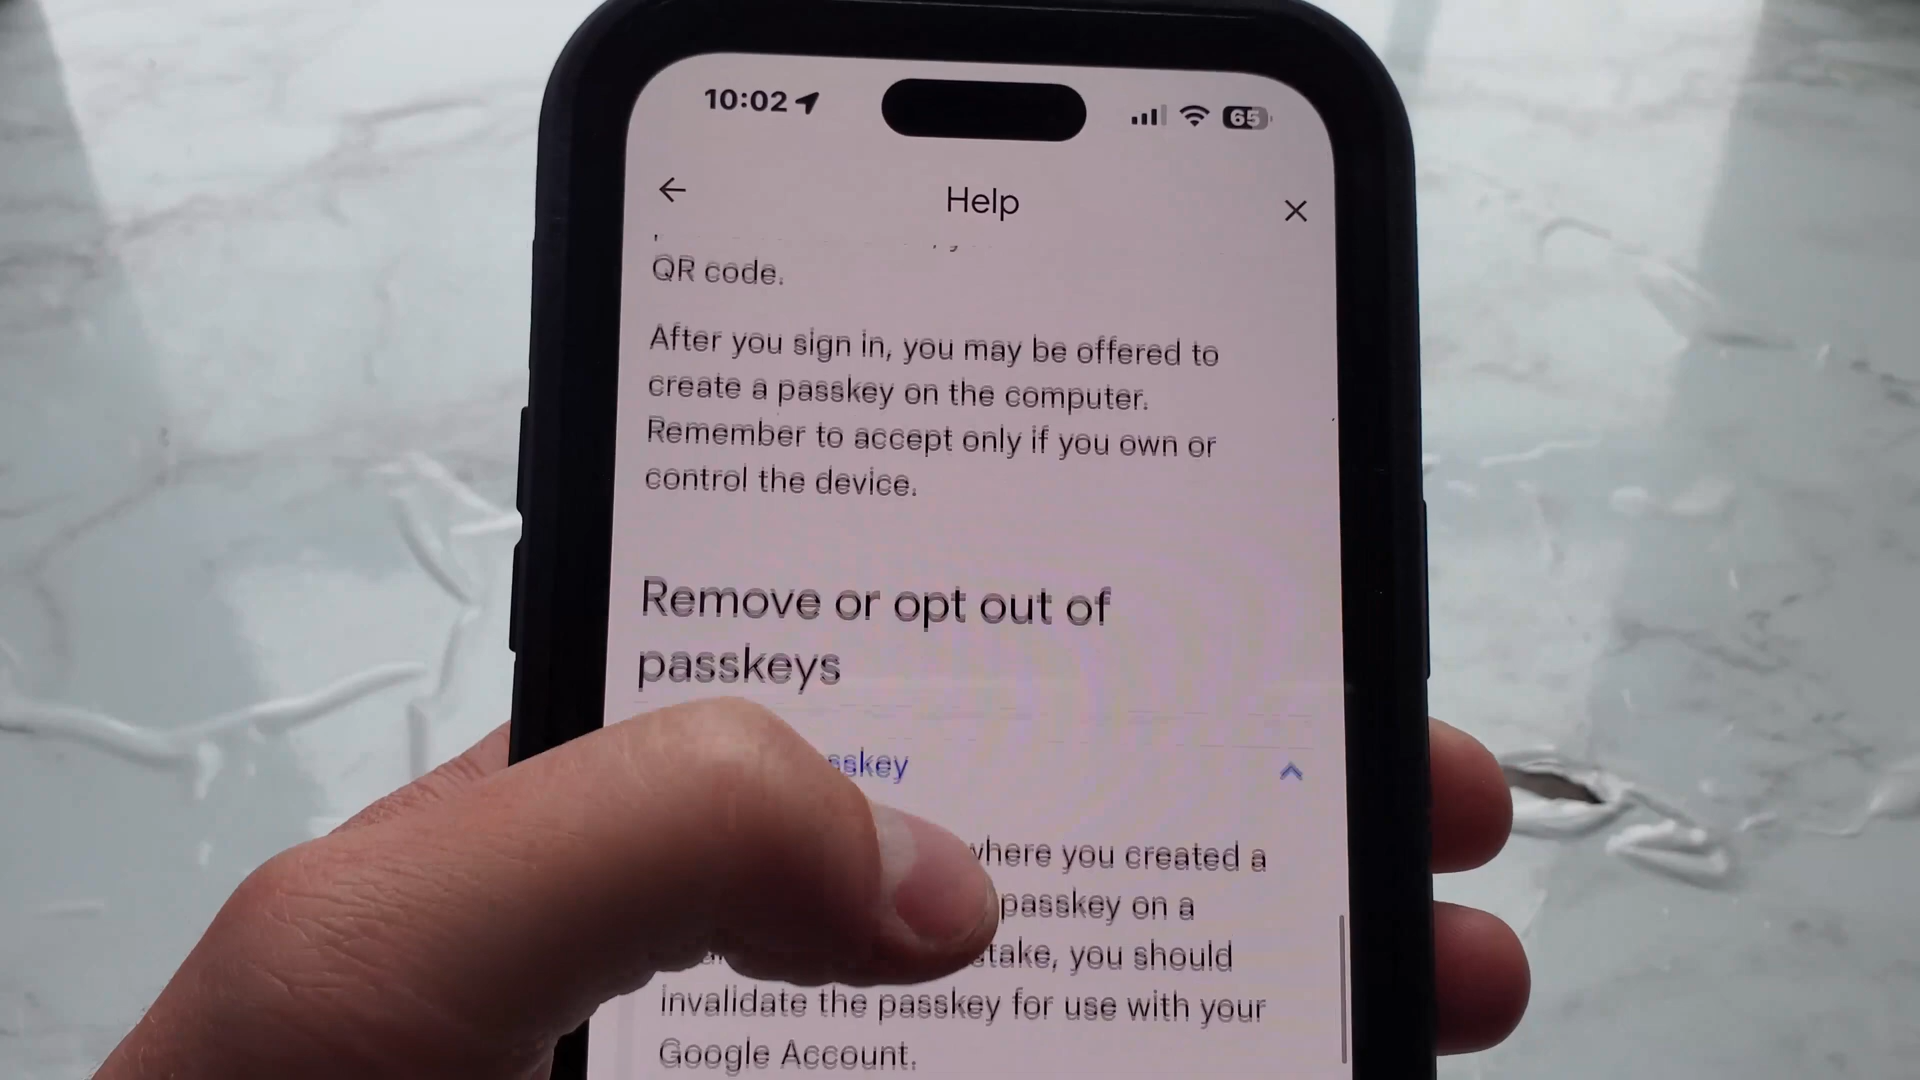 10:02
65
Help
QR code.
After you sign in, you may be offered to
create a passkey on the computer.
Remember to accept only if you own or
control the device.
Remove or opt out of
passkeys
where you created a
passkey on a
you should
invalidate the passkey for use with your
Google Account.